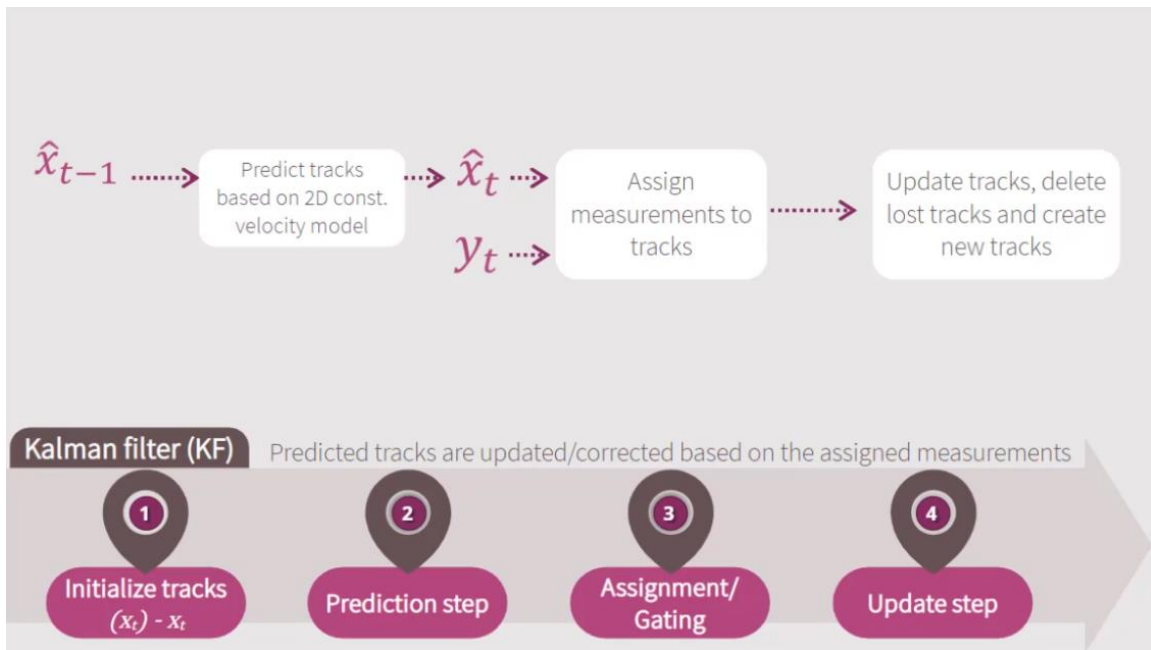 x̂ₜ₋₁
Predict tracks
based on 2D const.
velocity model
x̂ₜ
yₜ
Assign
measurements to
tracks
Update tracks, delete
lost tracks and create
new tracks
Kalman filter (KF)
Predicted tracks are updated/corrected based on the assigned measurements
1
Initialize tracks
(xₜ) - xₜ
2
Prediction step
3
Assignment/
Gating
4
Update step